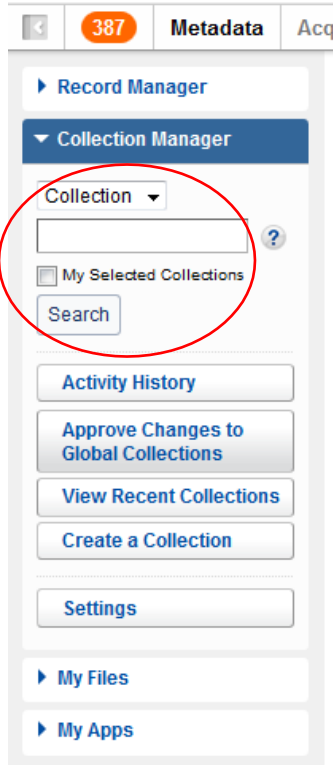 387 Metadata Acq
Record Manager
Collection Manager
Collection
?
My Selected Collections
Search
Activity History
Approve Changes to
Global Collections
View Recent Collections
Create a Collection
Settings
My Files
My Apps